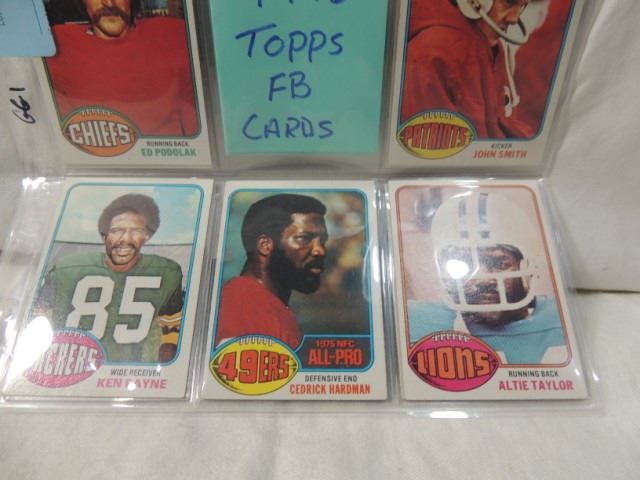 TOPPS
FB
CARDS
661
CHIEFS
RUNNING BACK
ED PODOLAK
PATRIOTS
KICKER
JOHN SMITH
85
PACKERS
WIDE RECEIVER
KEN PAYNE
1975 NFC
ALL-PRO
49ERS
DEFENSIVE END
CEDRICK HARDMAN
LIONS
RUNNING BACK
ALTIE TAYLOR